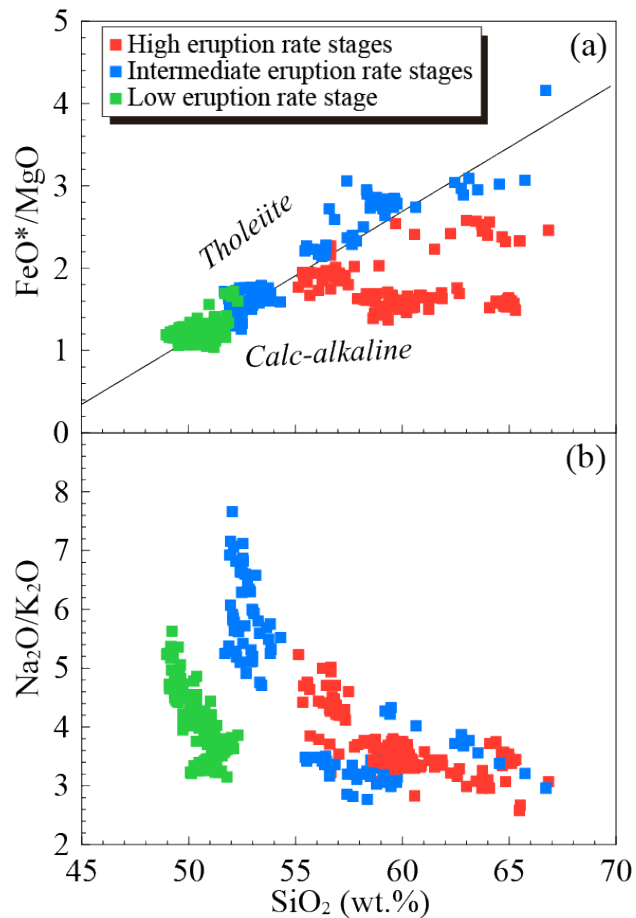 5
(a)
High eruption rate stages
Intermediate eruption rate stages
Low eruption rate stage
4
3
2
1
0
FeO*/MgO
Tholeiite
Calc-alkaline
(b)
8
7
6
5
4
3
2
Na₂O/K₂O
45 50 55 60 65 70
SiO₂ (wt.%)